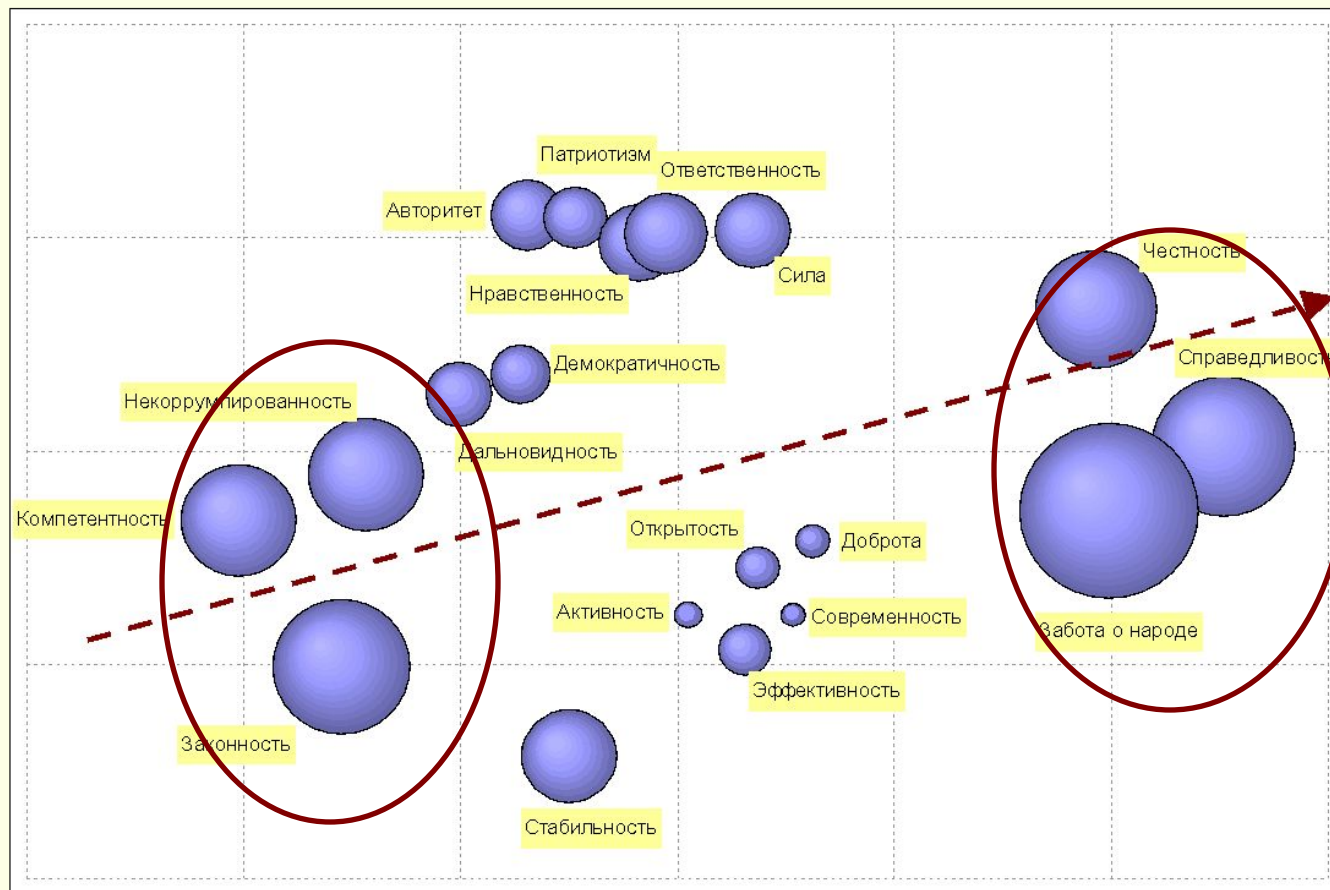 Патриотизм
Ответственность
Авторитет
Честность
Сила
Нравственность
Справедливость
Демократичность
Некоррумпированность
Дальновидность
Компетентность
Открытость
Доброта
Активность
Современность
Забота о народе
Эффективность
Законность
Стабильность